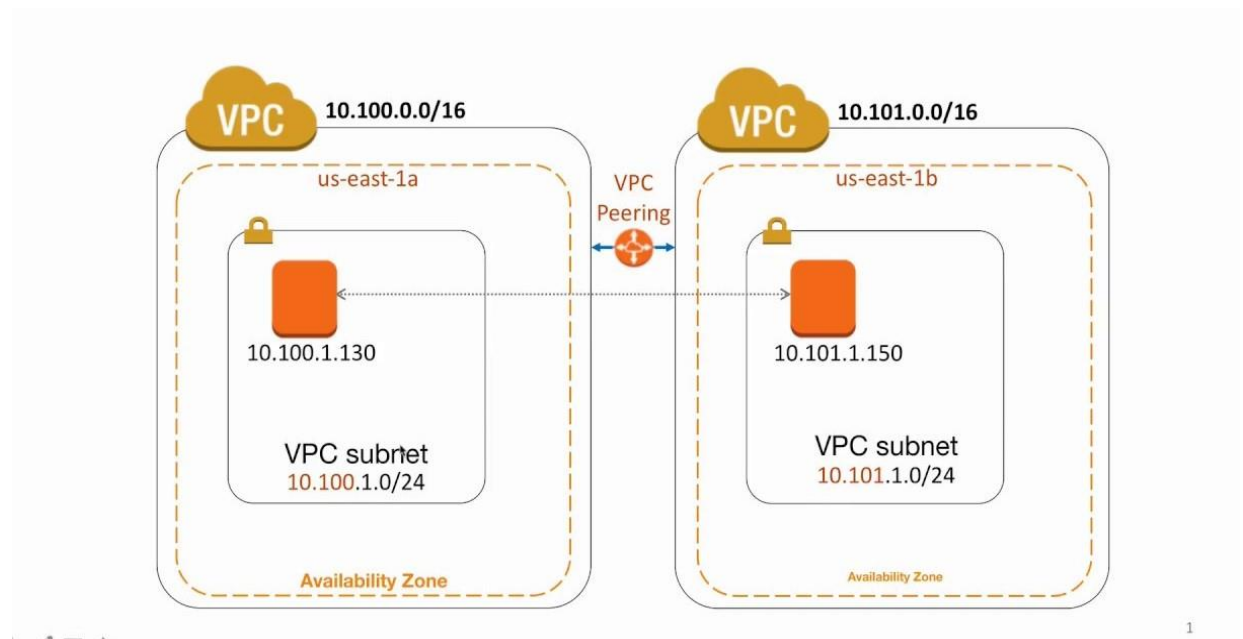 VPC
10.100.0.0/16
us-east-1a
10.100.1.130
VPC subnet
10.100.1.0/24
Availability Zone
VPC
Peering
VPC
10.101.0.0/16
us-east-1b
10.101.1.150
VPC subnet
10.101.1.0/24
Availability Zone
1